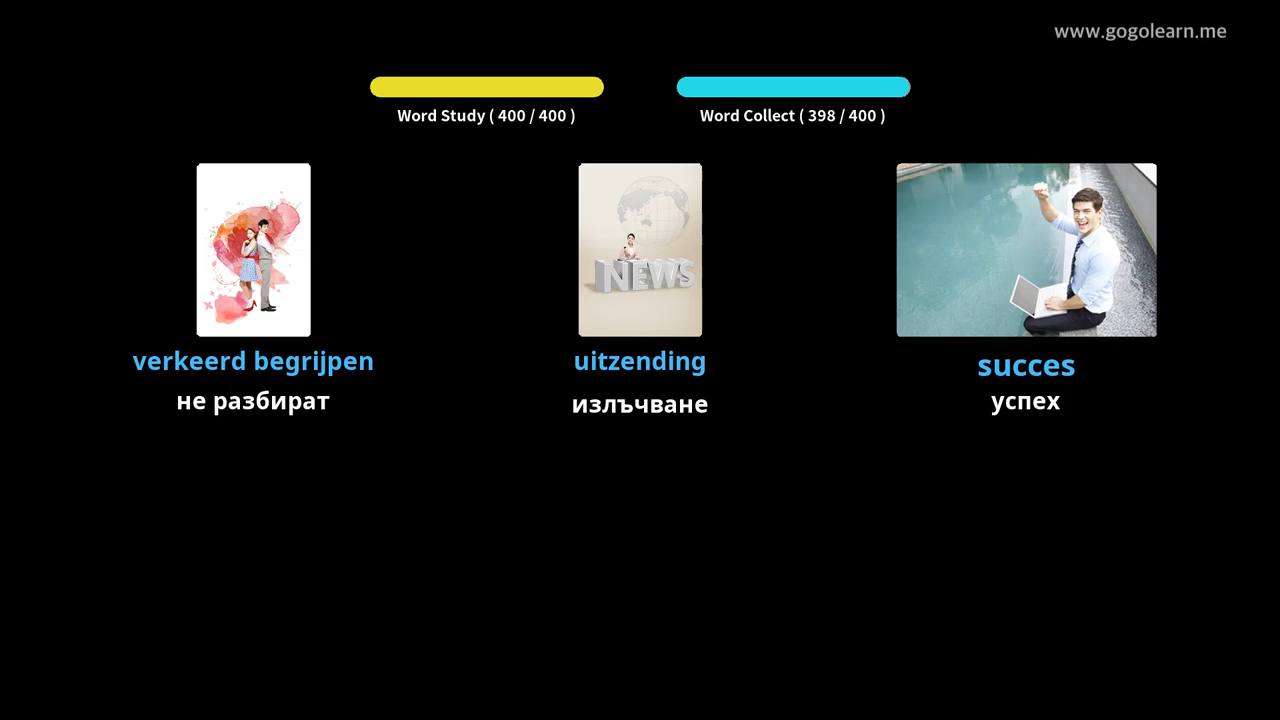 www.gogolearn.me
Word Study ( 400 / 400 )
Word Collect ( 398 / 400 )
NEWS
verkeerd begrijpen
не разбират
uitzending
излъчване
succes
успех